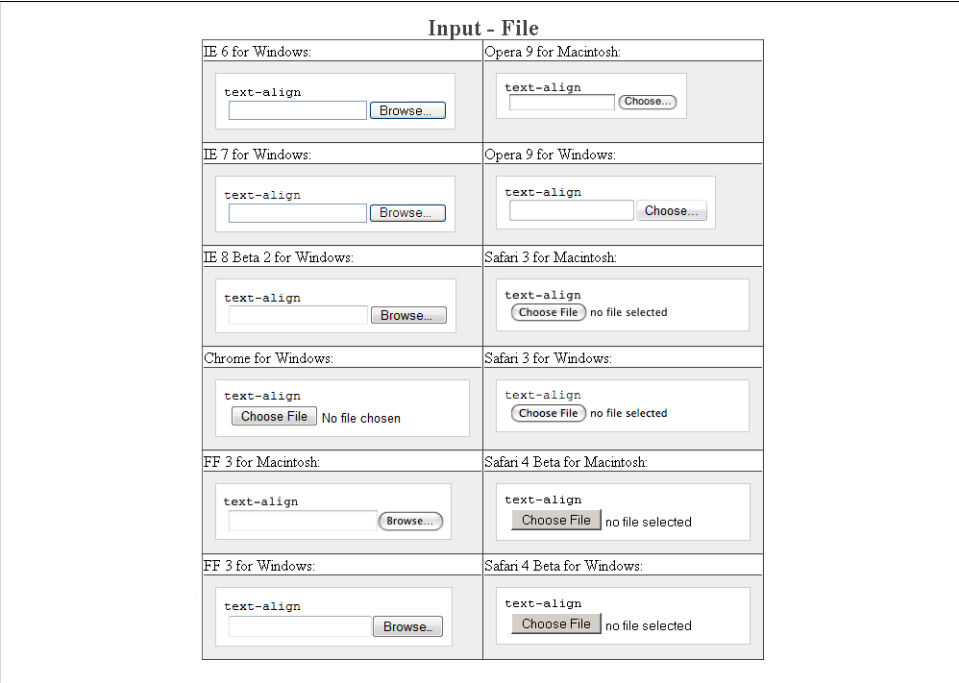 Input - File
IE 6 for Windows:
text-align
Browse...
Opera 9 for Macintosh:
text-align
Choose...
IE 7 for Windows:
text-align
Browse...
Opera 9 for Windows:
text-align
Choose...
IE 8 Beta 2 for Windows:
text-align
Browse...
Safari 3 for Macintosh:
text-align
Choose File no file selected
Chrome for Windows:
text-align
Choose File No file chosen
Safari 3 for Windows:
text-align
Choose File no file selected
FF 3 for Macintosh:
text-align
Browse...
Safari 4 Beta for Macintosh:
text-align
Choose File no file selected
FF 3 for Windows:
text-align
Browse...
Safari 4 Beta for Windows:
text-align
Choose File no file selected